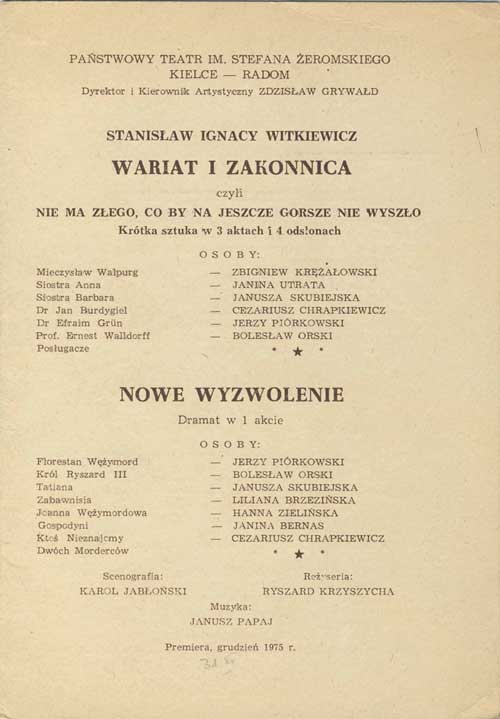 PAŃSTWOWY TEATR IM. STEFANA ŻEROMSKIEGO
KIELCE — RADOM
Dyrektor i Kierownik Artystyczny ZDZISŁAW GRYWAŁD
STANISŁAW IGNACY WITKIEWICZ
WARIAT I ZAKONNICA
czyli
NIE MA ZŁEGO, CO BY NA JESZCZE GORSZE NIE WYSZŁO
Krótka sztuka w 3 aktach i 4 odsłonach
OSOBY:
Mieczysław Walpurg — ZBIGNIEW KRĘŻAŁOWSKI
Siostra Anna — JANINA UTRATA
Siostra Barbara — JANUSZA SKUBIEJSKA
Dr Jan Burdygiel — CEZARIUSZ CHRAPKIEWICZ
Dr Efraim Grün — JERZY PIÓRKOWSKI
Prof. Ernest Walldorff — BOLESŁAW ORSKI
Posługacze * ★ *
NOWE WYZWOLENIE
Dramat w 1 akcie
OSOBY:
Florestan Wężymord — JERZY PIÓRKOWSKI
Król Ryszard III — BOLESŁAW ORSKI
Tatiana — JANUSZA SKUBIEJSKA
Zabawnisia — LILIANA BRZEZIŃSKA
Joanna Wężymordowa — HANNA ZIELIŃSKA
Gospodyni — JANINA BERNAS
Ktoś Nieznajomy — CEZARIUSZ CHRAPKIEWICZ
Dwóch Morderców * ★ *
Scenografia: Reżyseria:
KAROL JABŁOŃSKI RYSZARD KRZYSZYCHA
Muzyka:
JANUSZ PAPAJ
Premiera, grudzień 1975 r.
31